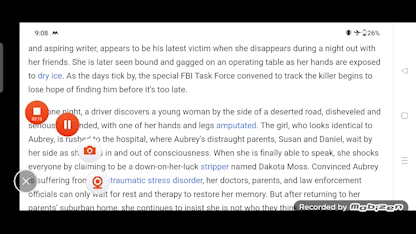 9:08
26%
and aspiring writer, appears to be his latest victim when she disappears during a night out with
her friends. She is later seen bound and gagged on an operating table as her hands are exposed
to dry ice. As the days tick by, the special FBI Task Force convened to track the killer begins to
lose hope of finding him before it's too late.
one night, a driver discovers a young woman by the side of a deserted road, disheveled and
nded, with one of her hands and legs amputated. The girl, who looks identical to
Aubrey, is rushed to the hospital, where Aubrey's distraught parents, Susan and Daniel, wait by
her side as she in and out of consciousness. When she is finally able to speak, she shocks
everyone by claiming to be a down-on-her-luck stripper named Dakota Moss. Convinced Aubrey
suffering from traumatic stress disorder, her doctors, parents, and law enforcement
officials can only wait for rest and therapy to restore her memory. But after returning to her
parents' suburban home, she continues to insist she is not who they thin
Recorded by Mobizen